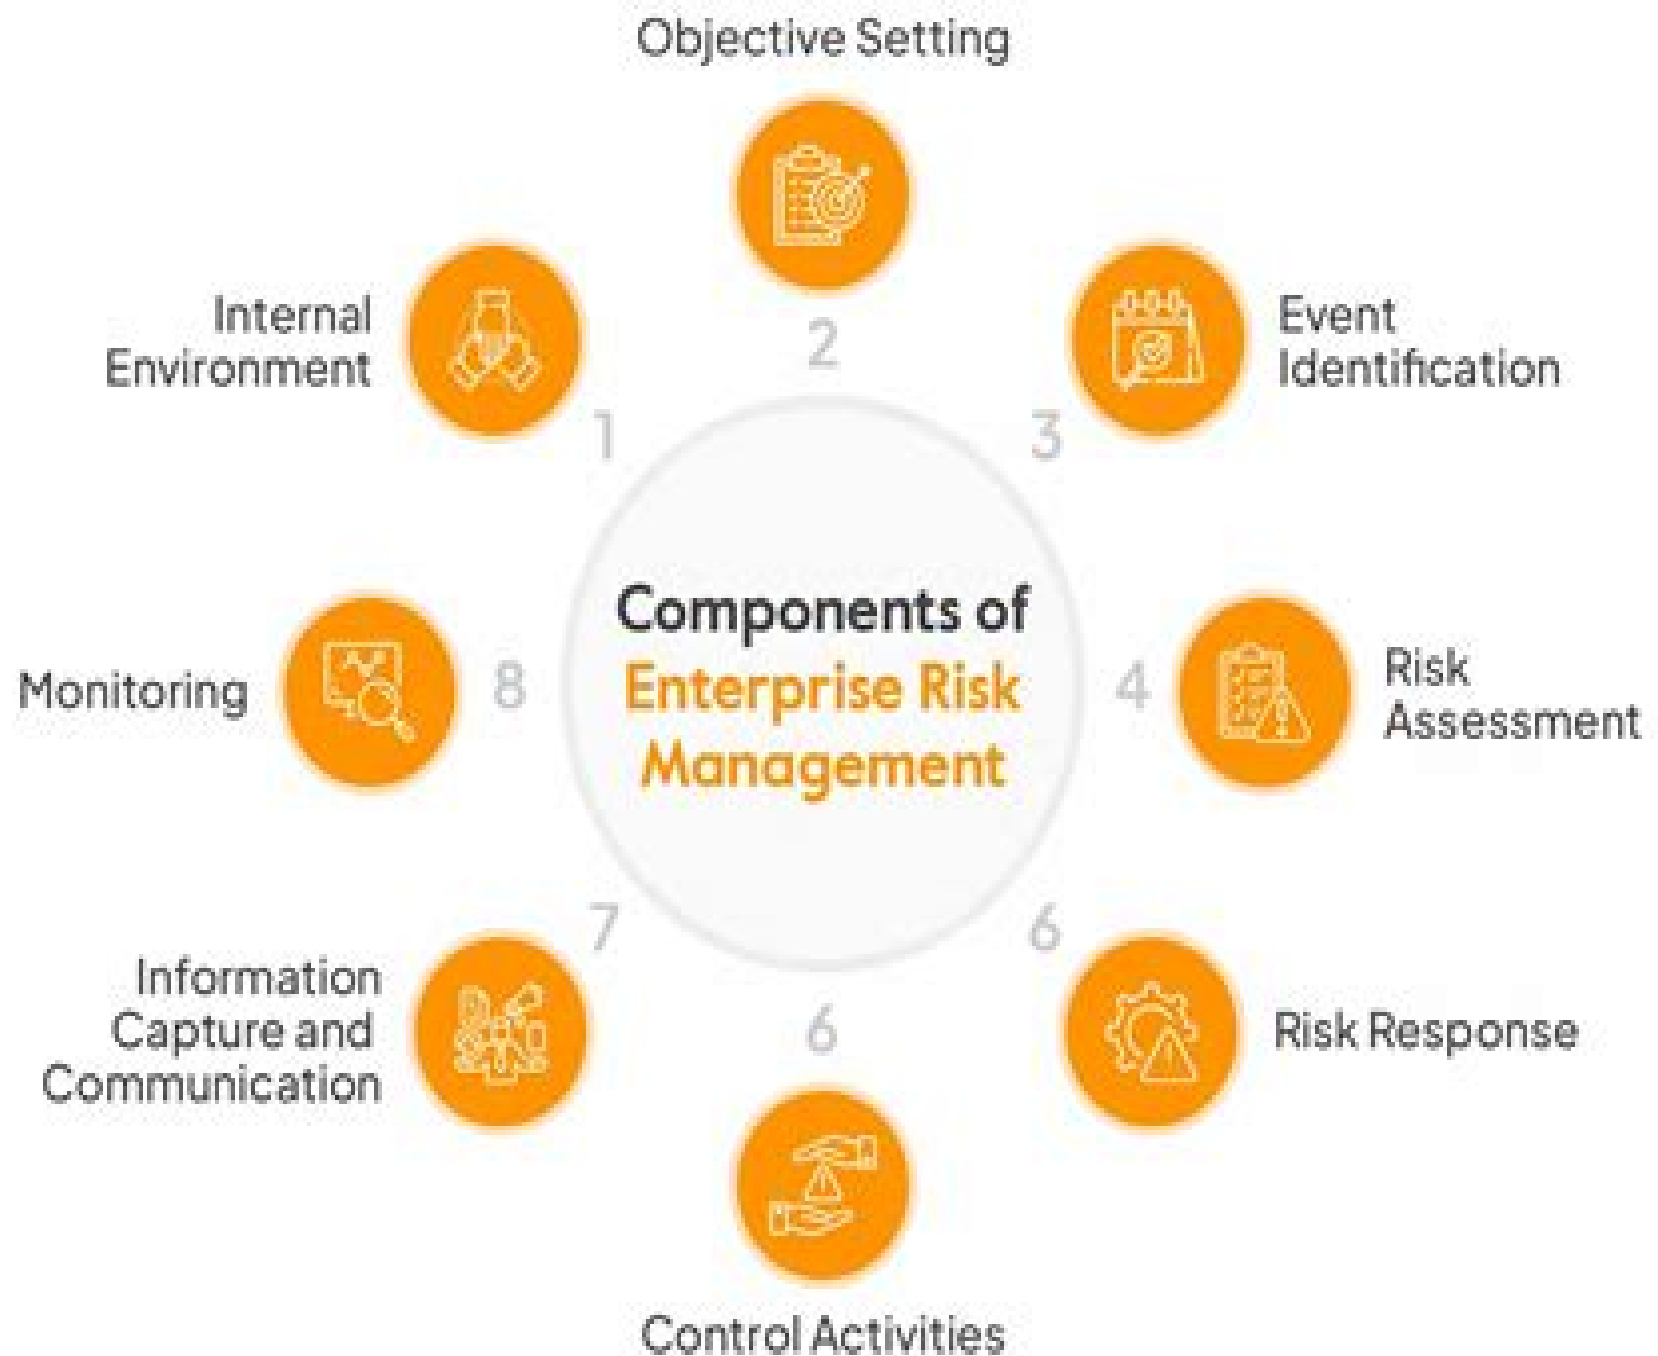 Objective Setting
Internal
Environment
1
2
3
Event
Identification
Components of
Enterprise Risk
Management
Monitoring
8
4
Risk
Assessment
7
6
Information
Capture and
Communication
6
Risk Response
Control Activities